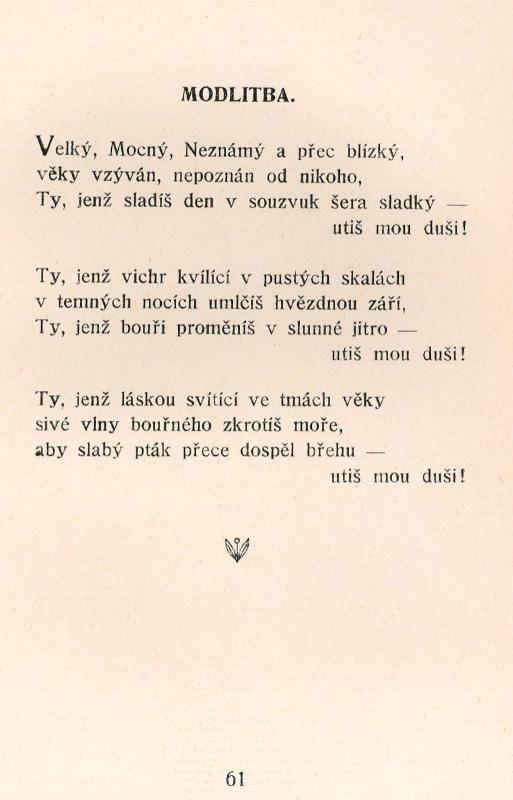 MODLITBA.
Velký, Mocný, Neznámý a přec blízký,
věky vzýván, nepoznán od nikoho,
Ty, jenž sladíš den v souzvuk šera sladký —
utiš mou duši!
Ty, jenž vichr kvílící v pustých skalách
v temných nocích umlčíš hvězdnou září,
Ty, jenž bouři proměníš v slunné jitro —
utiš mou duši!
Ty, jenž láskou svítící ve tmách věky
sivé vlny bouřného zkrotíš moře,
aby slabý pták přece dospěl břehu —
utiš mou duši!
61